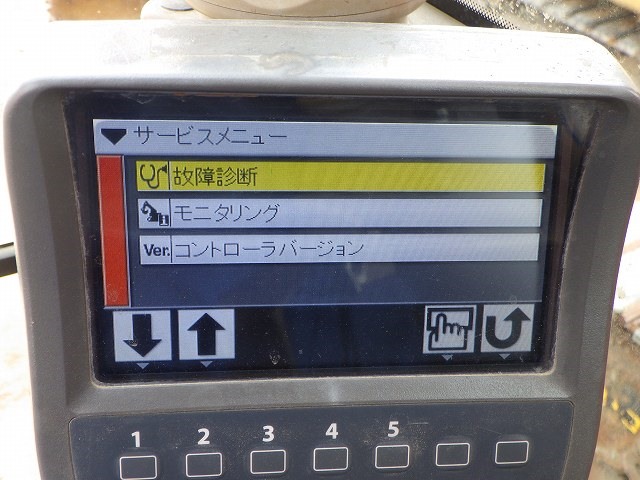 サービスメニュー
故障診断
モニタリング
Ver. コントローラバージョン
1 2 3 4 5